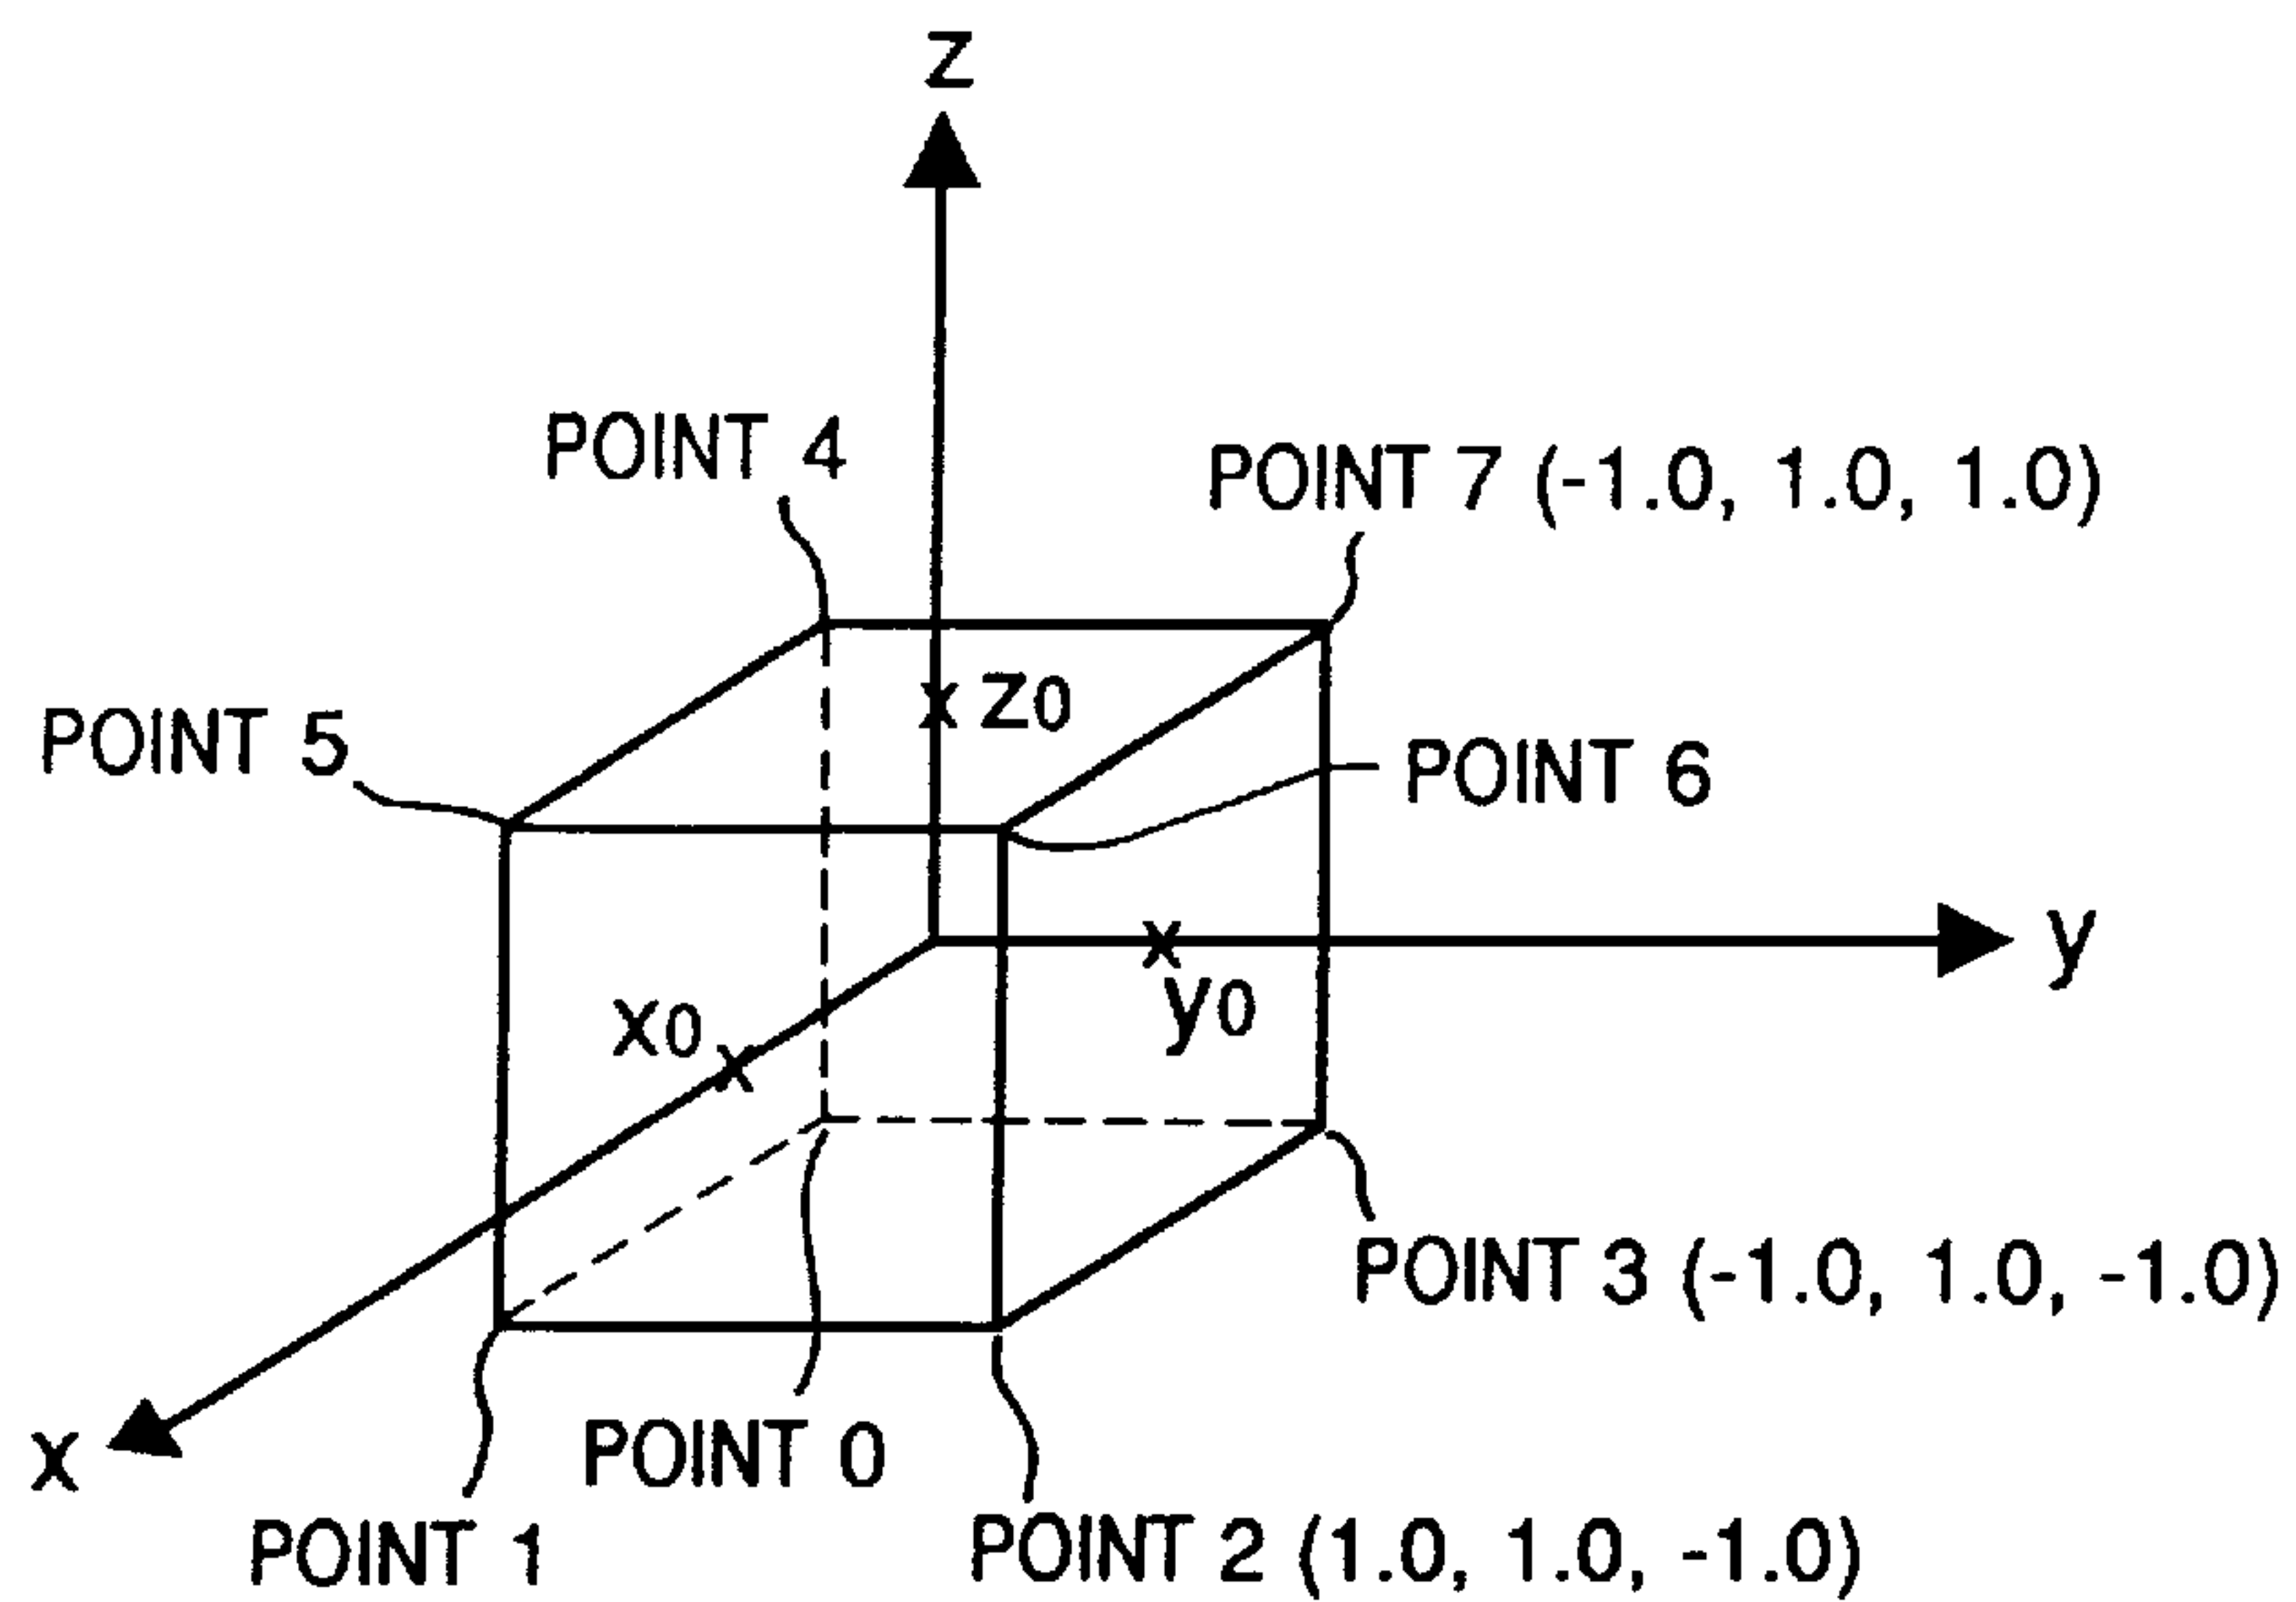 z
POINT 4
POINT 7 (-1.0, 1.0, 1.0)
z0
POINT 5
POINT 6
y
x0
y0
POINT 3 (-1.0, 1.0, -1.0)
x
POINT 0
POINT 1
POINT 2 (1.0, 1.0, -1.0)